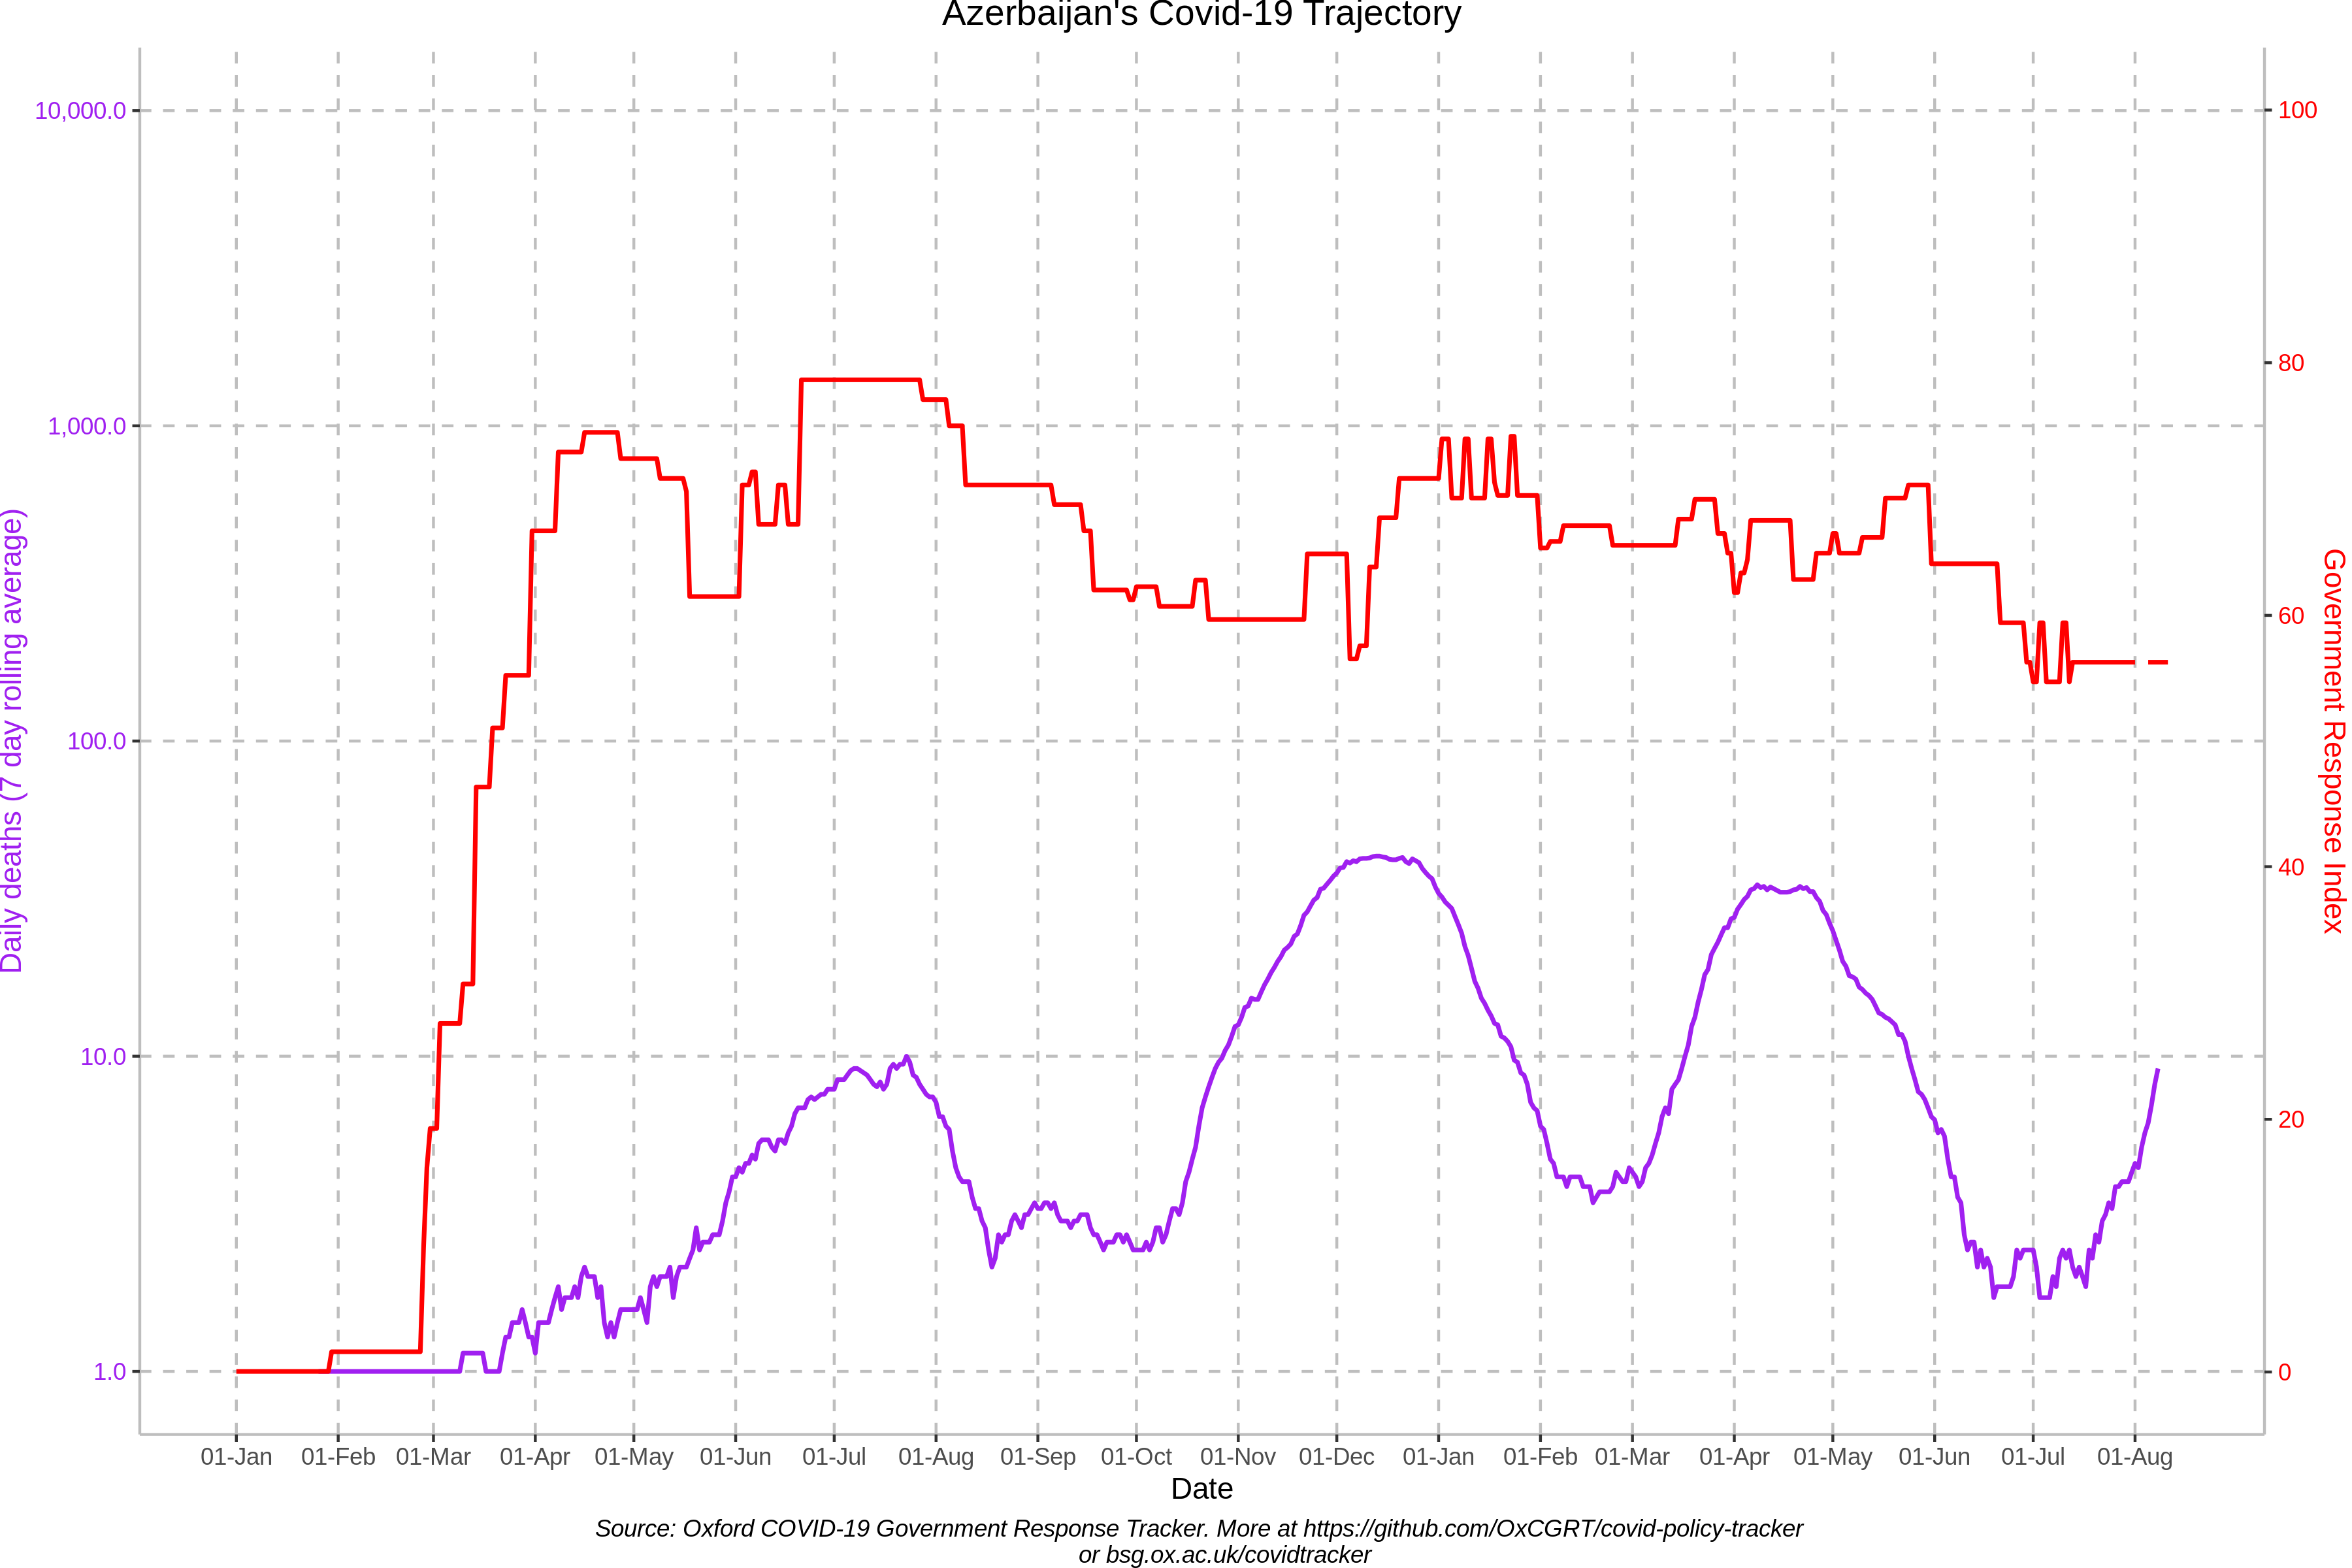 Azerbaijan's Covid-19 Trajectory
10,000.0
1,000.0
100.0
10.0
1.0
Daily deaths (7 day rolling average)
100
80
60
40
20
0
Government Response Index
01-Jan 01-Feb 01-Mar 01-Apr 01-May 01-Jun 01-Jul 01-Aug 01-Sep 01-Oct 01-Nov 01-Dec 01-Jan 01-Feb 01-Mar 01-Apr 01-May 01-Jun 01-Jul 01-Aug
Date
Source: Oxford COVID-19 Government Response Tracker. More at https://github.com/OxCGRT/covid-policy-tracker
or bsg.ox.ac.uk/covidtracker